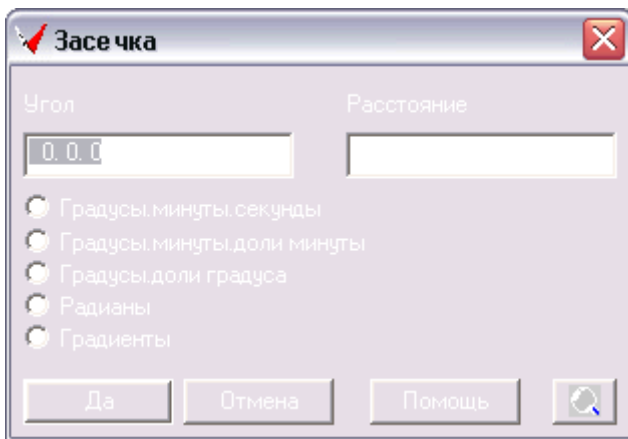 Засечка
Угол Расстояние
0. 0. 0
Градусы.минуты.секунды
Градусы.минуты.доли минуты
Градусы.доли градуса
Радианы
Градиенты
Да Отмена Помощь